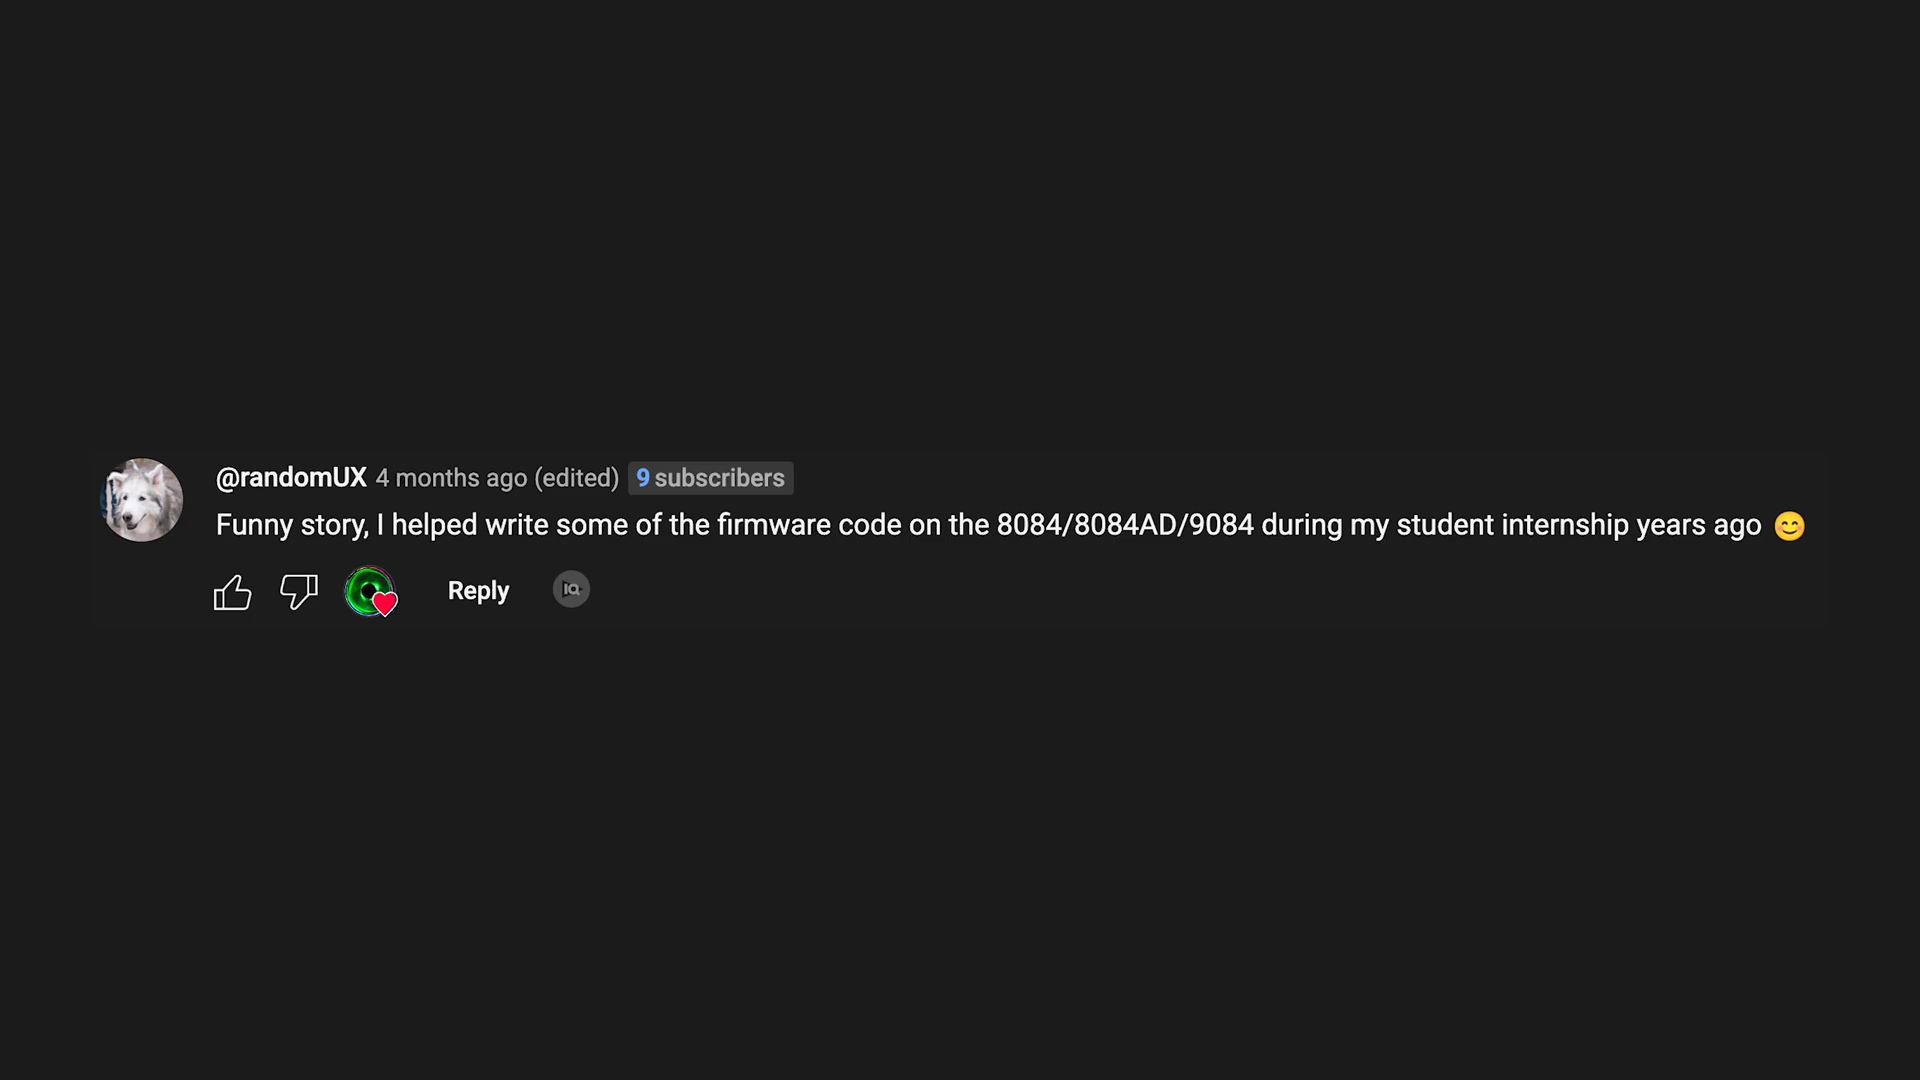 @randomUX 4 months ago (edited) 9 subscribers
Funny story, I helped write some of the firmware code on the 8084/8084AD/9084 during my student internship years ago 😊
Reply IQ